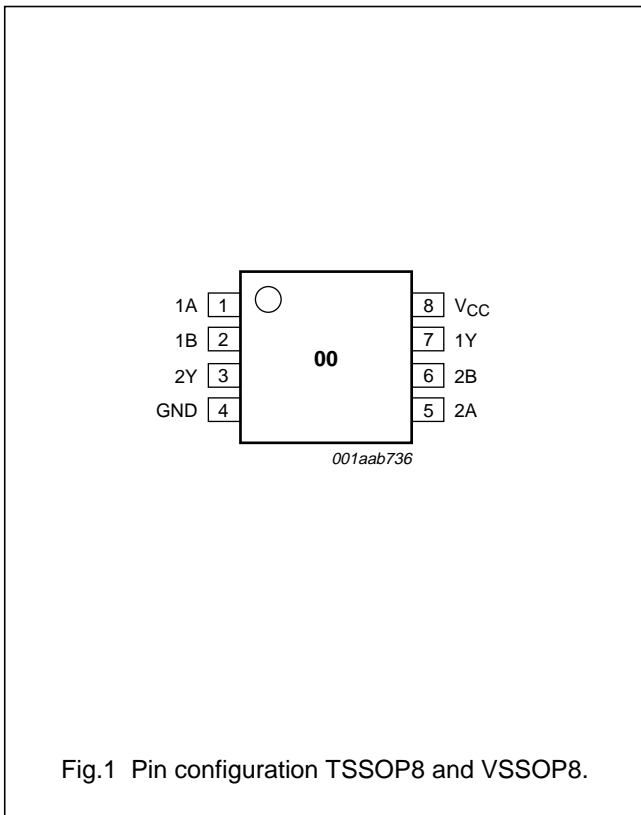 1A 1 8 VCC
1B 2 7 1Y
00
2Y 3 6 2B
GND 4 5 2A
001aab736
Fig.1 Pin configuration TSSOP8 and VSSOP8.